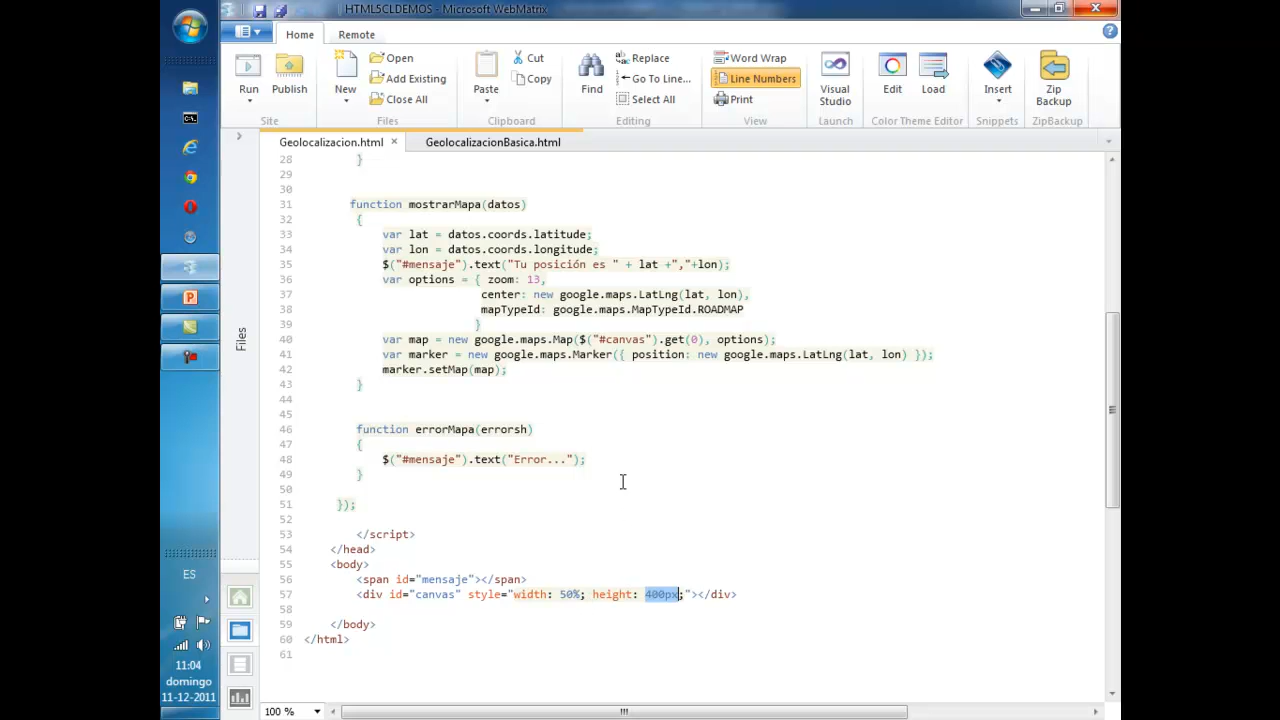 HTML5CLDEMOS - Microsoft WebMatrix
Home Remote
Open Cut Replace Word Wrap
Add Existing Copy Go To Line... Line Numbers
Close All Select All Print
Run Publish New Paste Find Visual Studio Edit Load Insert Zip Backup
Site Files Clipboard Editing View Launch Color Theme Editor Snippets ZipBackup
Geolocalizacion.html × GeolocalizacionBasica.html
28 }
29
30
31 function mostrarMapa(datos)
32 {
33 var lat = datos.coords.latitude;
34 var lon = datos.coords.longitude;
35 $("#mensaje").text("Tu posición es " + lat +","+lon);
36 var options = { zoom: 13,
37 center: new google.maps.LatLng(lat, lon),
38 mapTypeId: google.maps.MapTypeId.ROADMAP
39 }
40 var map = new google.maps.Map($("#canvas").get(0), options);
41 var marker = new google.maps.Marker({ position: new google.maps.LatLng(lat, lon) });
42 marker.setMap(map);
43 }
44
45
46 function errorMapa(errorsh)
47 {
48 $("#mensaje").text("Error...");
49 }
50
51 });
52
53 </script>
54 </head>
55 <body>
56 <span id="mensaje"></span>
57 <div id="canvas" style="width: 50%; height: 400px;"></div>
58
59 </body>
60 </html>
61
Files
ES
11:04
domingo
11-12-2011
100 %